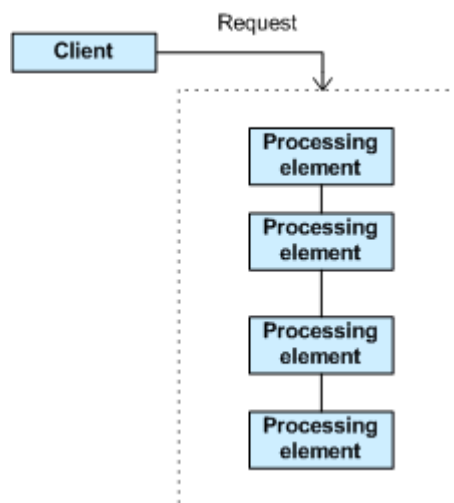 Request
Client
Processing
element
Processing
element
Processing
element
Processing
element